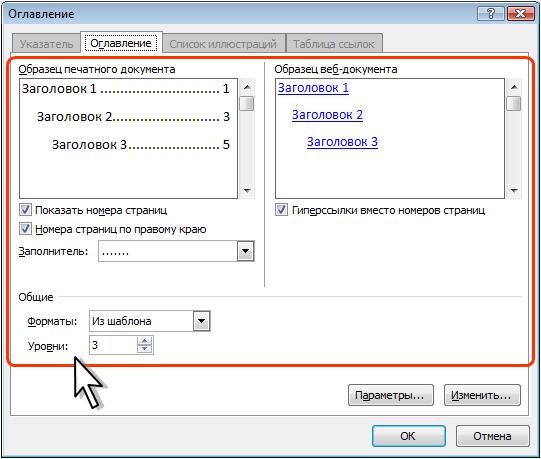 Оглавление
Указатель Оглавление Список иллюстраций Таблица ссылок
Образец печатного документа
Заголовок 1 ..................... 1
Заголовок 2.................. 3
Заголовок 3............... 5
Показать номера страниц
Номера страниц по правому краю
Заполнитель: .......
Образец веб-документа
Заголовок 1
Заголовок 2
Заголовок 3
Гиперссылки вместо номеров страниц
Общие
Форматы: Из шаблона
Уровни: 3
Параметры... Изменить...
ОК Отмена